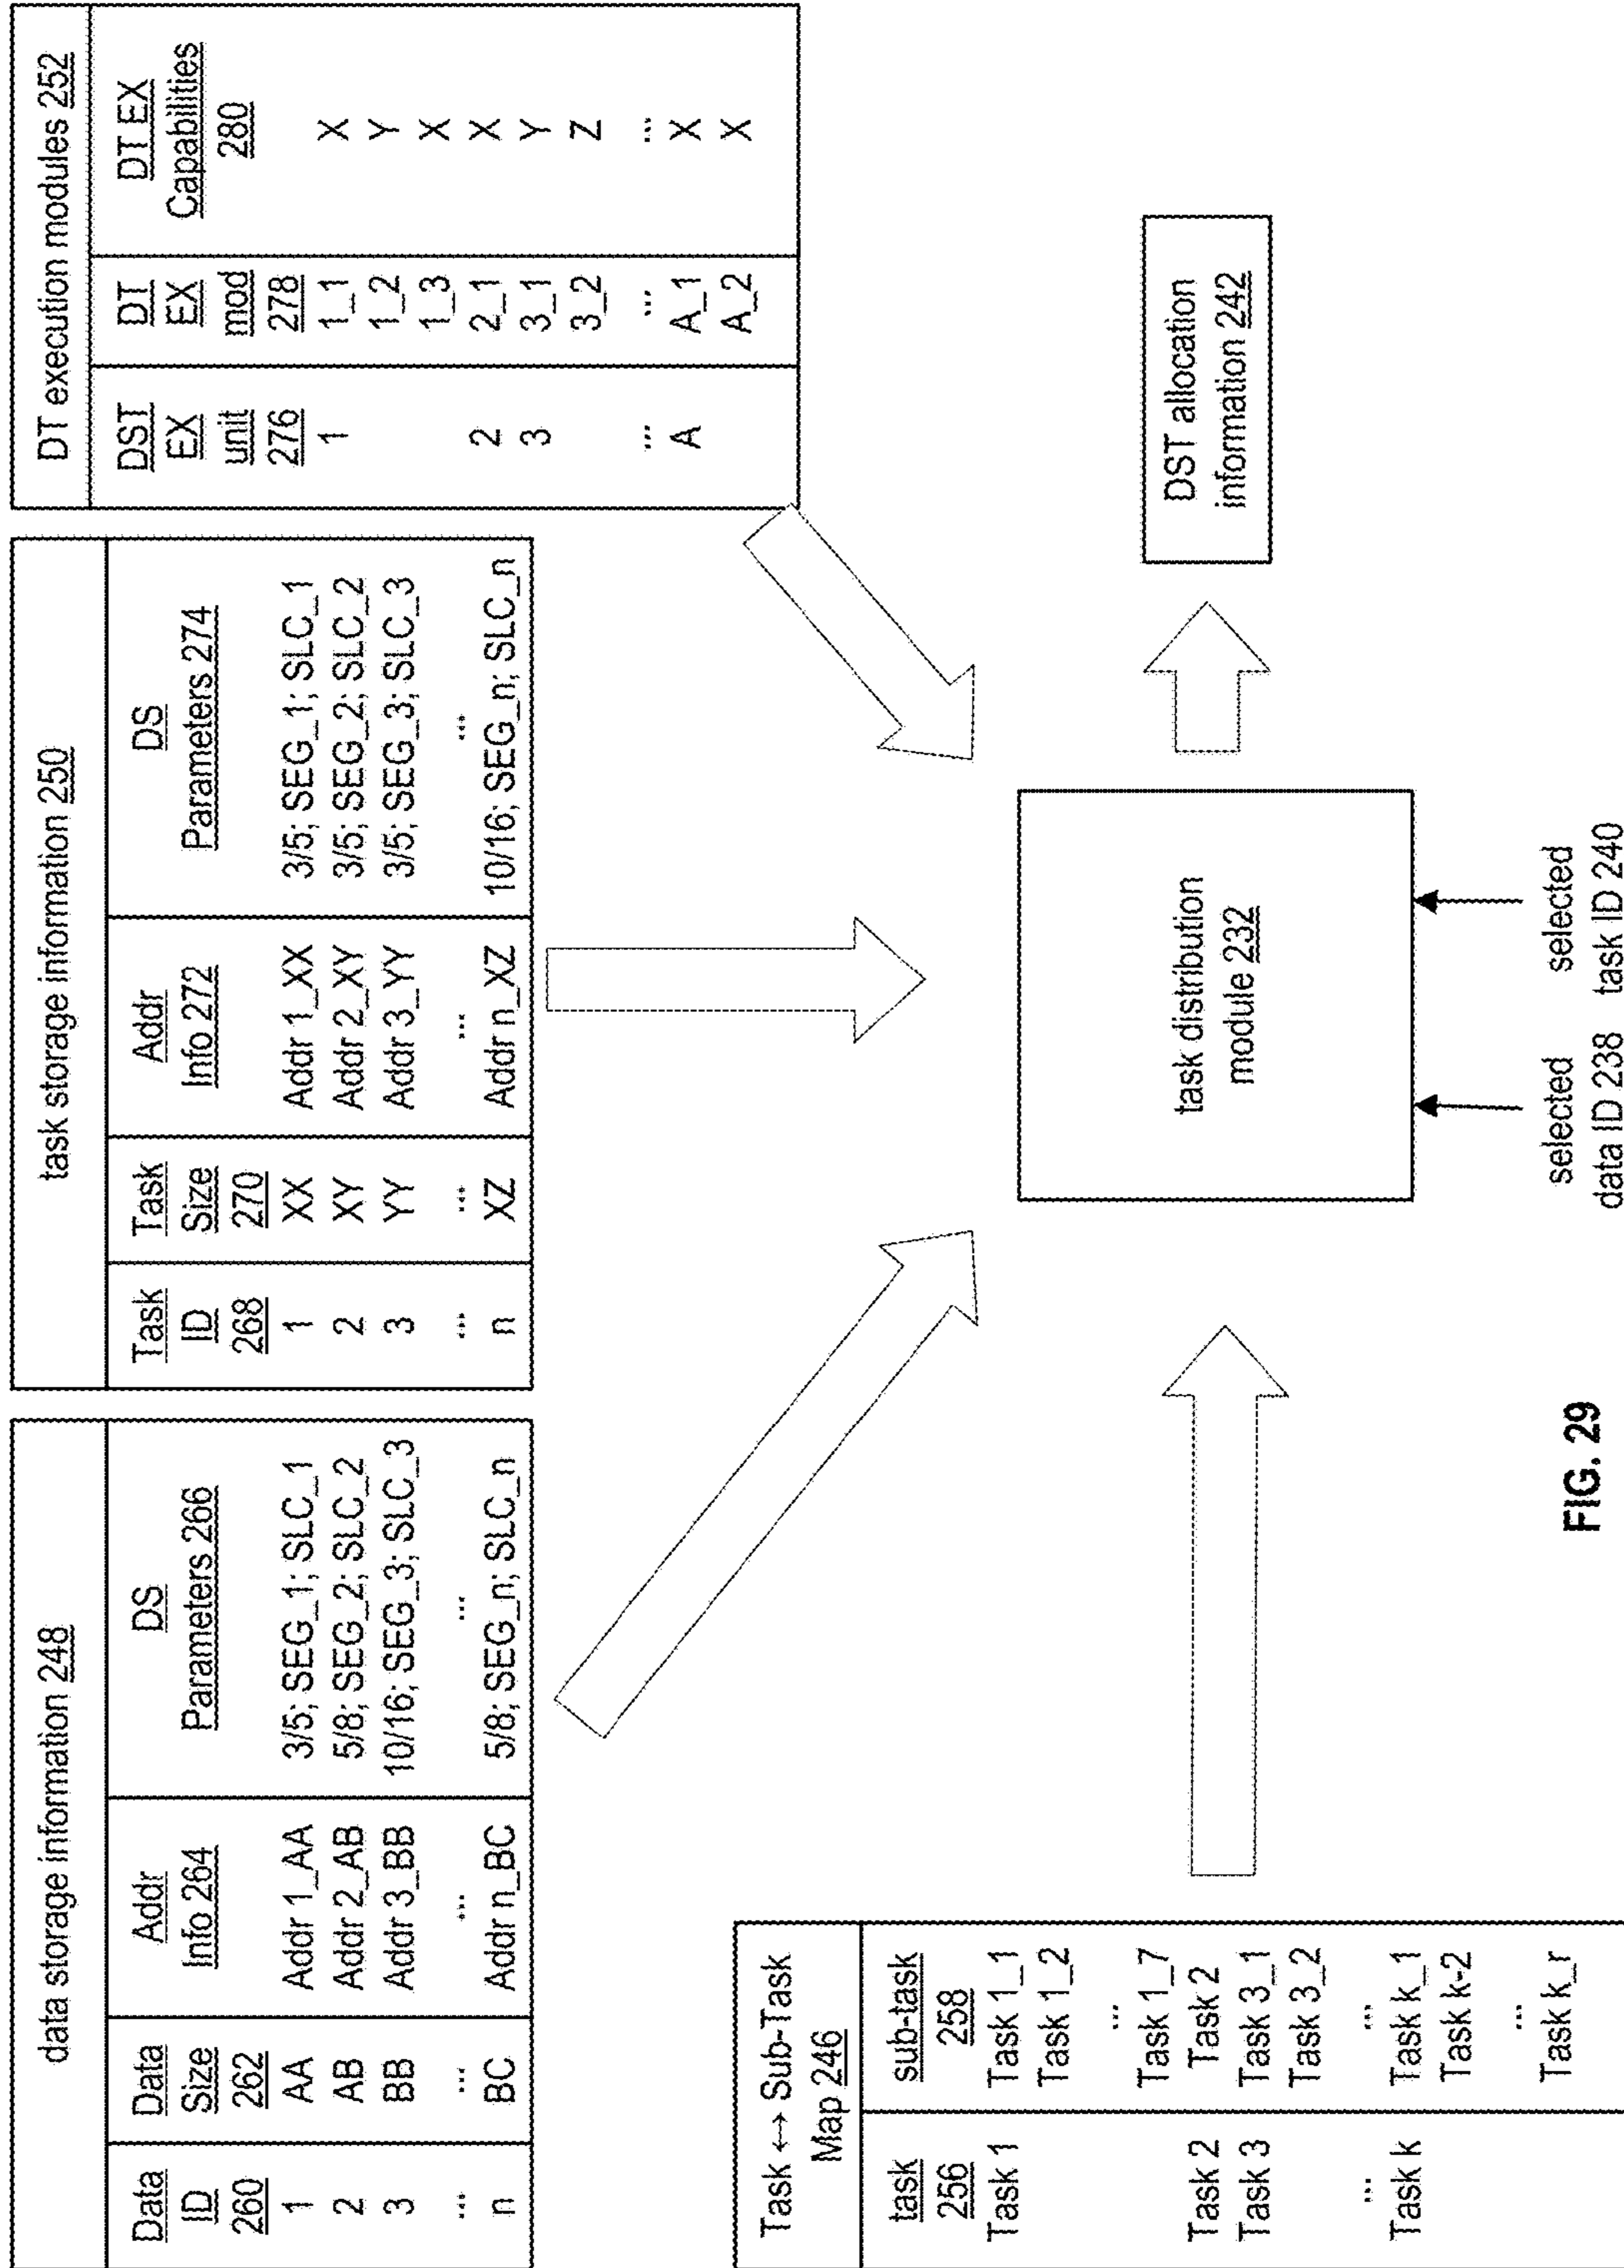 data storage information 248
Data ID 260 Data Size 262 Addr Info 264 DS Parameters 266
1 AA Addr 1_AA 3/5; SEG_1; SLC_1
2 AB Addr 2_AB 5/8; SEG_2; SLC_2
3 BB Addr 3_BB 10/16; SEG_3; SLC_3
... ... ... ...
n BC Addr n_BC 5/8; SEG_n; SLC_n
task storage information 250
Task ID 268 Task Size 270 Addr Info 272 DS Parameters 274
1 XX Addr 1_XX 3/5; SEG_1; SLC_1
2 XY Addr 2_XY 3/5; SEG_2; SLC_2
3 YY Addr 3_YY 3/5; SEG_3; SLC_3
... ... ... ...
n XZ Addr n_XZ 10/16; SEG_n; SLC_n
DT execution modules 252
DST EX unit 276 DT EX mod 278 DT EX Capabilities 280
1 1_1 X
1_2 Y
1_3 X
2 2_1 X
3 3_1 Y
3_2 Z
... ... ...
A A_1 X
A_2 X
Task ↔ Sub-Task
Map 246
task 256 sub-task 258
Task 1 Task 1_1
Task 1_2
...
Task 1_7
Task 2 Task 2
Task 3 Task 3_1
Task 3_2
... ...
Task k Task k_1
Task k-2
...
Task k_r
task distribution
module 232
DST allocation
information 242
selected
data ID 238
selected
task ID 240
FIG. 29